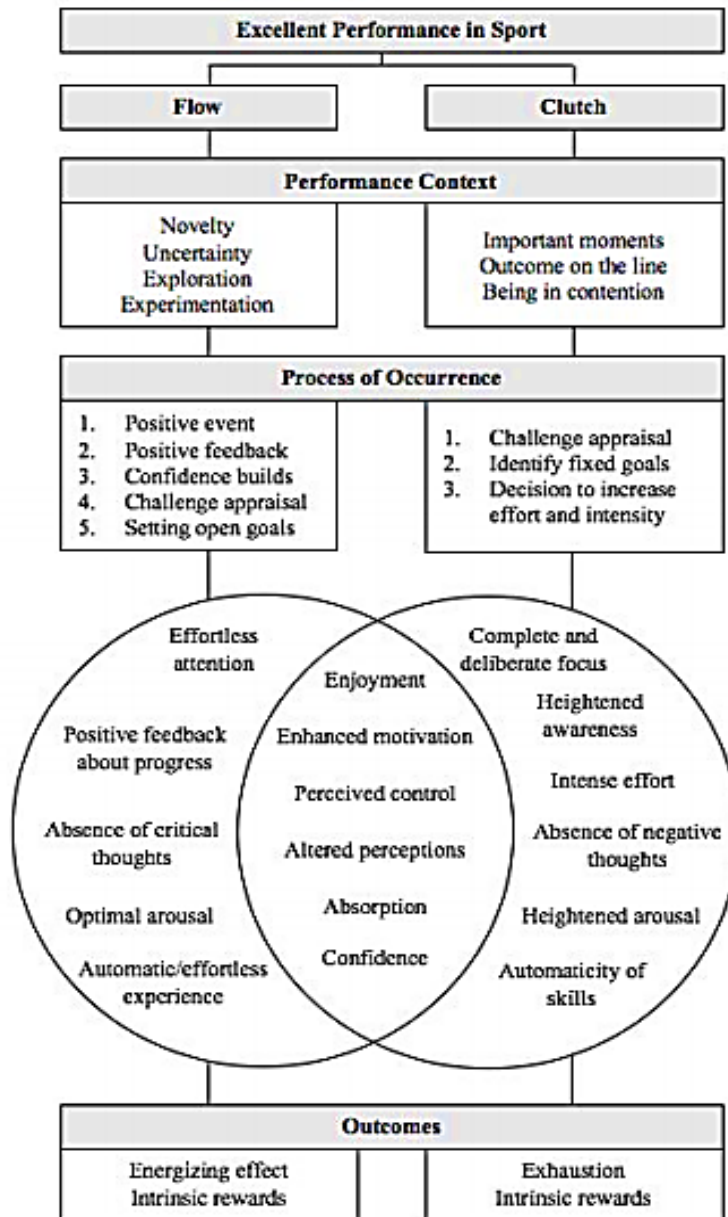 Excellent Performance in Sport
Flow
Clutch
Performance Context
Novelty
Uncertainty
Exploration
Experimentation
Important moments
Outcome on the line
Being in contention
Process of Occurrence
1. Positive event
2. Positive feedback
3. Confidence builds
4. Challenge appraisal
5. Setting open goals
1. Challenge appraisal
2. Identify fixed goals
3. Decision to increase
effort and intensity
Effortless
attention
Positive feedback
about progress
Absence of critical
thoughts
Optimal arousal
Automatic/effortless
experience
Enjoyment
Enhanced motivation
Perceived control
Altered perceptions
Absorption
Confidence
Complete and
deliberate focus
Heightened
awareness
Intense effort
Absence of negative
thoughts
Heightened arousal
Automaticity of
skills
Outcomes
Energizing effect
Intrinsic rewards
Exhaustion
Intrinsic rewards